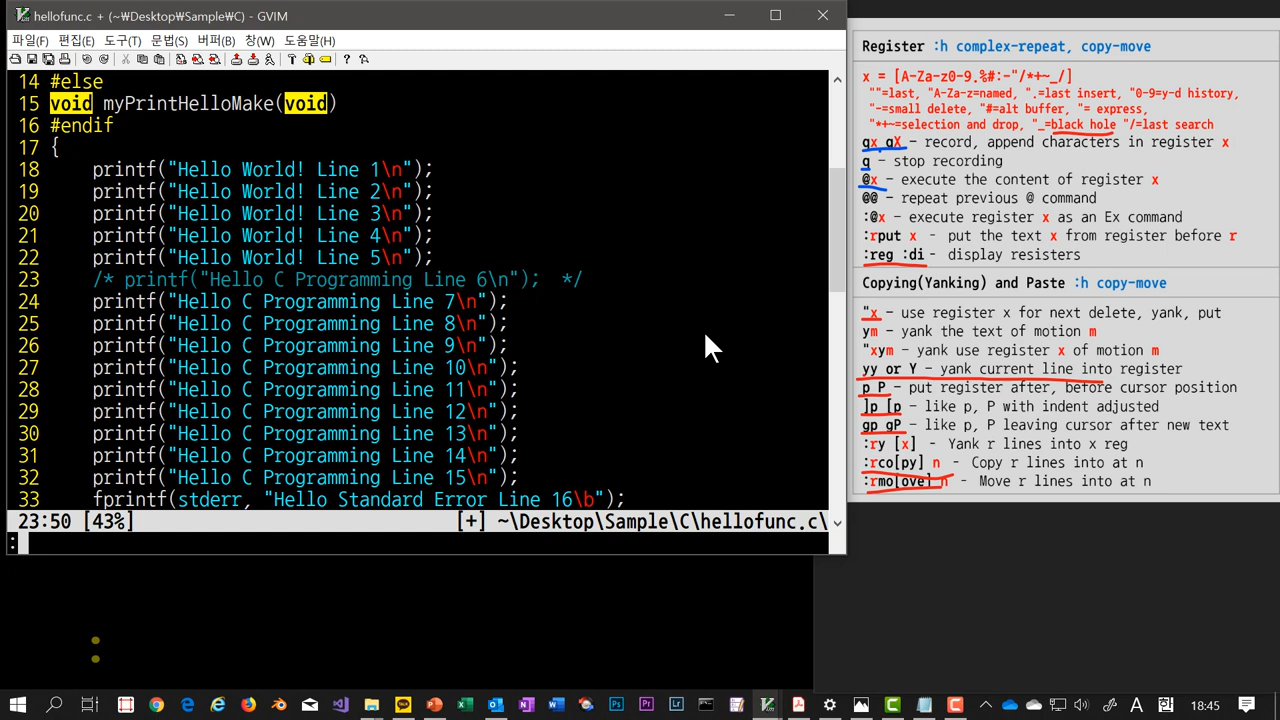 hellofunc.c + (~₩Desktop₩Sample₩C) - GVIM
파일(F) 편집(E) 도구(T) 문법(S) 버퍼(B) 창(W) 도움말(H)
14 #else
15 void myPrintHelloMake(void)
16 #endif
17 {
18     printf("Hello World! Line 1\n");
19     printf("Hello World! Line 2\n");
20     printf("Hello World! Line 3\n");
21     printf("Hello World! Line 4\n");
22     printf("Hello World! Line 5\n");
23     /* printf("Hello C Programming Line 6\n");  */
24     printf("Hello C Programming Line 7\n");
25     printf("Hello C Programming Line 8\n");
26     printf("Hello C Programming Line 9\n");
27     printf("Hello C Programming Line 10\n");
28     printf("Hello C Programming Line 11\n");
29     printf("Hello C Programming Line 12\n");
30     printf("Hello C Programming Line 13\n");
31     printf("Hello C Programming Line 14\n");
32     printf("Hello C Programming Line 15\n");
33     fprintf(stderr, "Hello Standard Error Line 16\b");
23:50 [43%] [+] ~\Desktop\Sample\C\hellofunc.c\
:
:
Register :h complex-repeat, copy-move
x = [A-Za-z0-9.%#:-"/*+~_/]
""=last, "A-Za-z=named, ".=last insert, "0-9=y-d history,
"-=small delete, "#=alt buffer, "= express,
"*+~=selection and drop, "_=black hole "/=last search
qx qX - record, append characters in register x
q - stop recording
@x - execute the content of register x
@@ - repeat previous @ command
:@x - execute register x as an Ex command
:rput x - put the text x from register before r
:reg :di - display resisters
Copying(Yanking) and Paste :h copy-move
"x - use register x for next delete, yank, put
ym - yank the text of motion m
"xym - yank use register x of motion m
yy or Y - yank current line into register
p P - put register after, before cursor position
]p [p - like p, P with indent adjusted
gp gP - like p, P leaving cursor after new text
:ry [x] - Yank r lines into x reg
:rco[py] n - Copy r lines into at n
:rmo[ove] n - Move r lines into at n
A 한 18:45